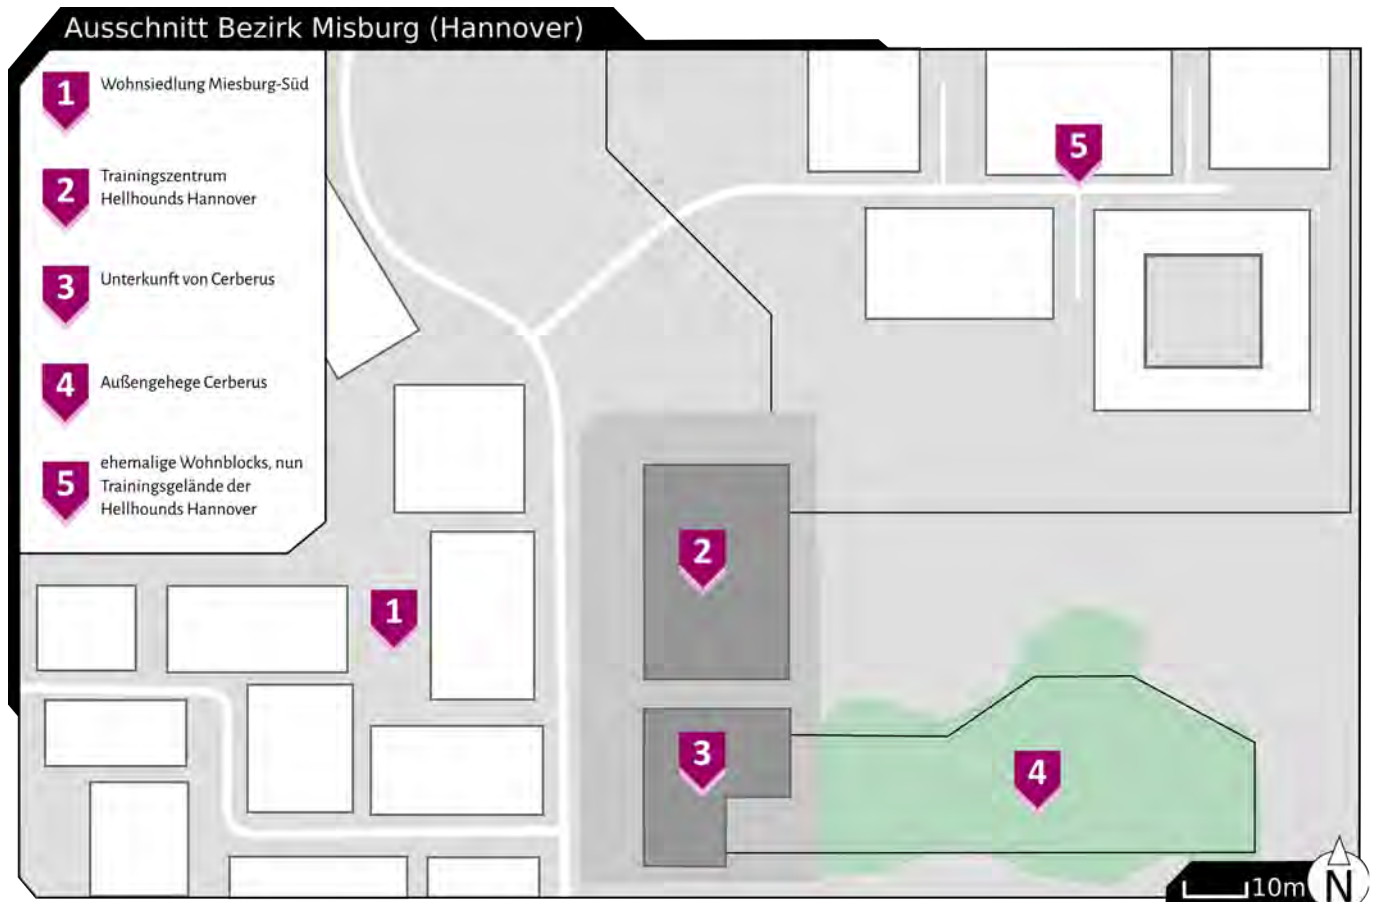 Ausschnitt Bezirk Misburg (Hannover)
1
Wohnsiedlung Miesburg-Süd
2
Trainingszentrum
Hellhounds Hannover
3
Unterkunft von Cerberus
4
Außengehege Cerberus
5
ehemalige Wohnblocks, nun
Trainingsgelände der
Hellhounds Hannover
5
2
1
3
4
10m
N